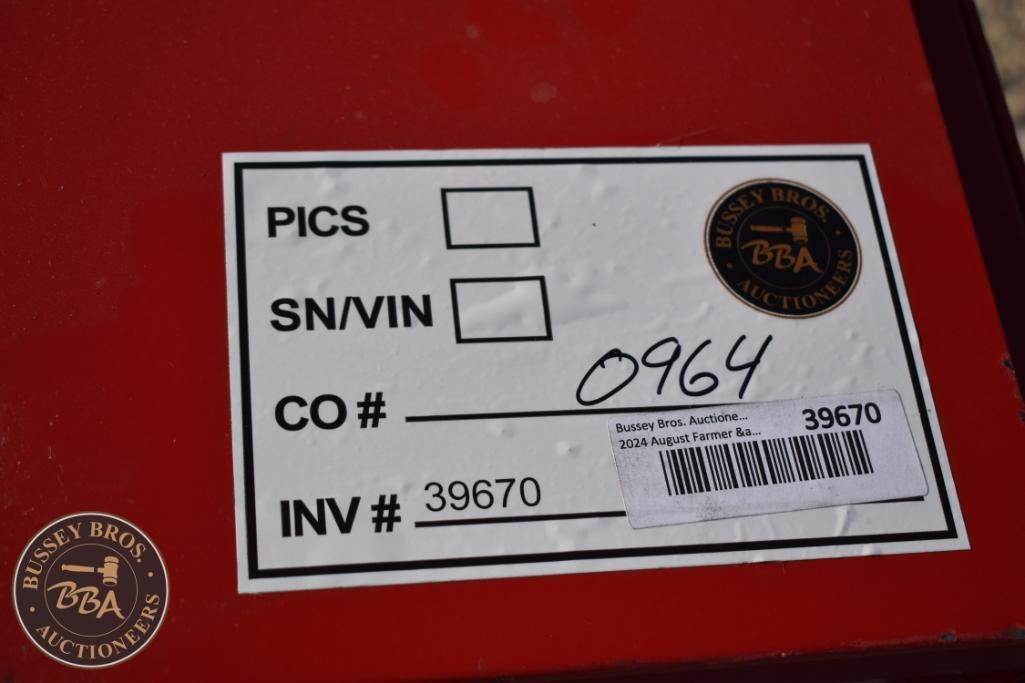 PICS
BUSSEY BROS.
BBA
AUCTIONEERS
SN/VIN
CO # 0964
Bussey Bros. Auctione... 39670
2024 August Farmer &a...
INV # 39670
BUSSEY BROS.
BBA
AUCTIONEERS